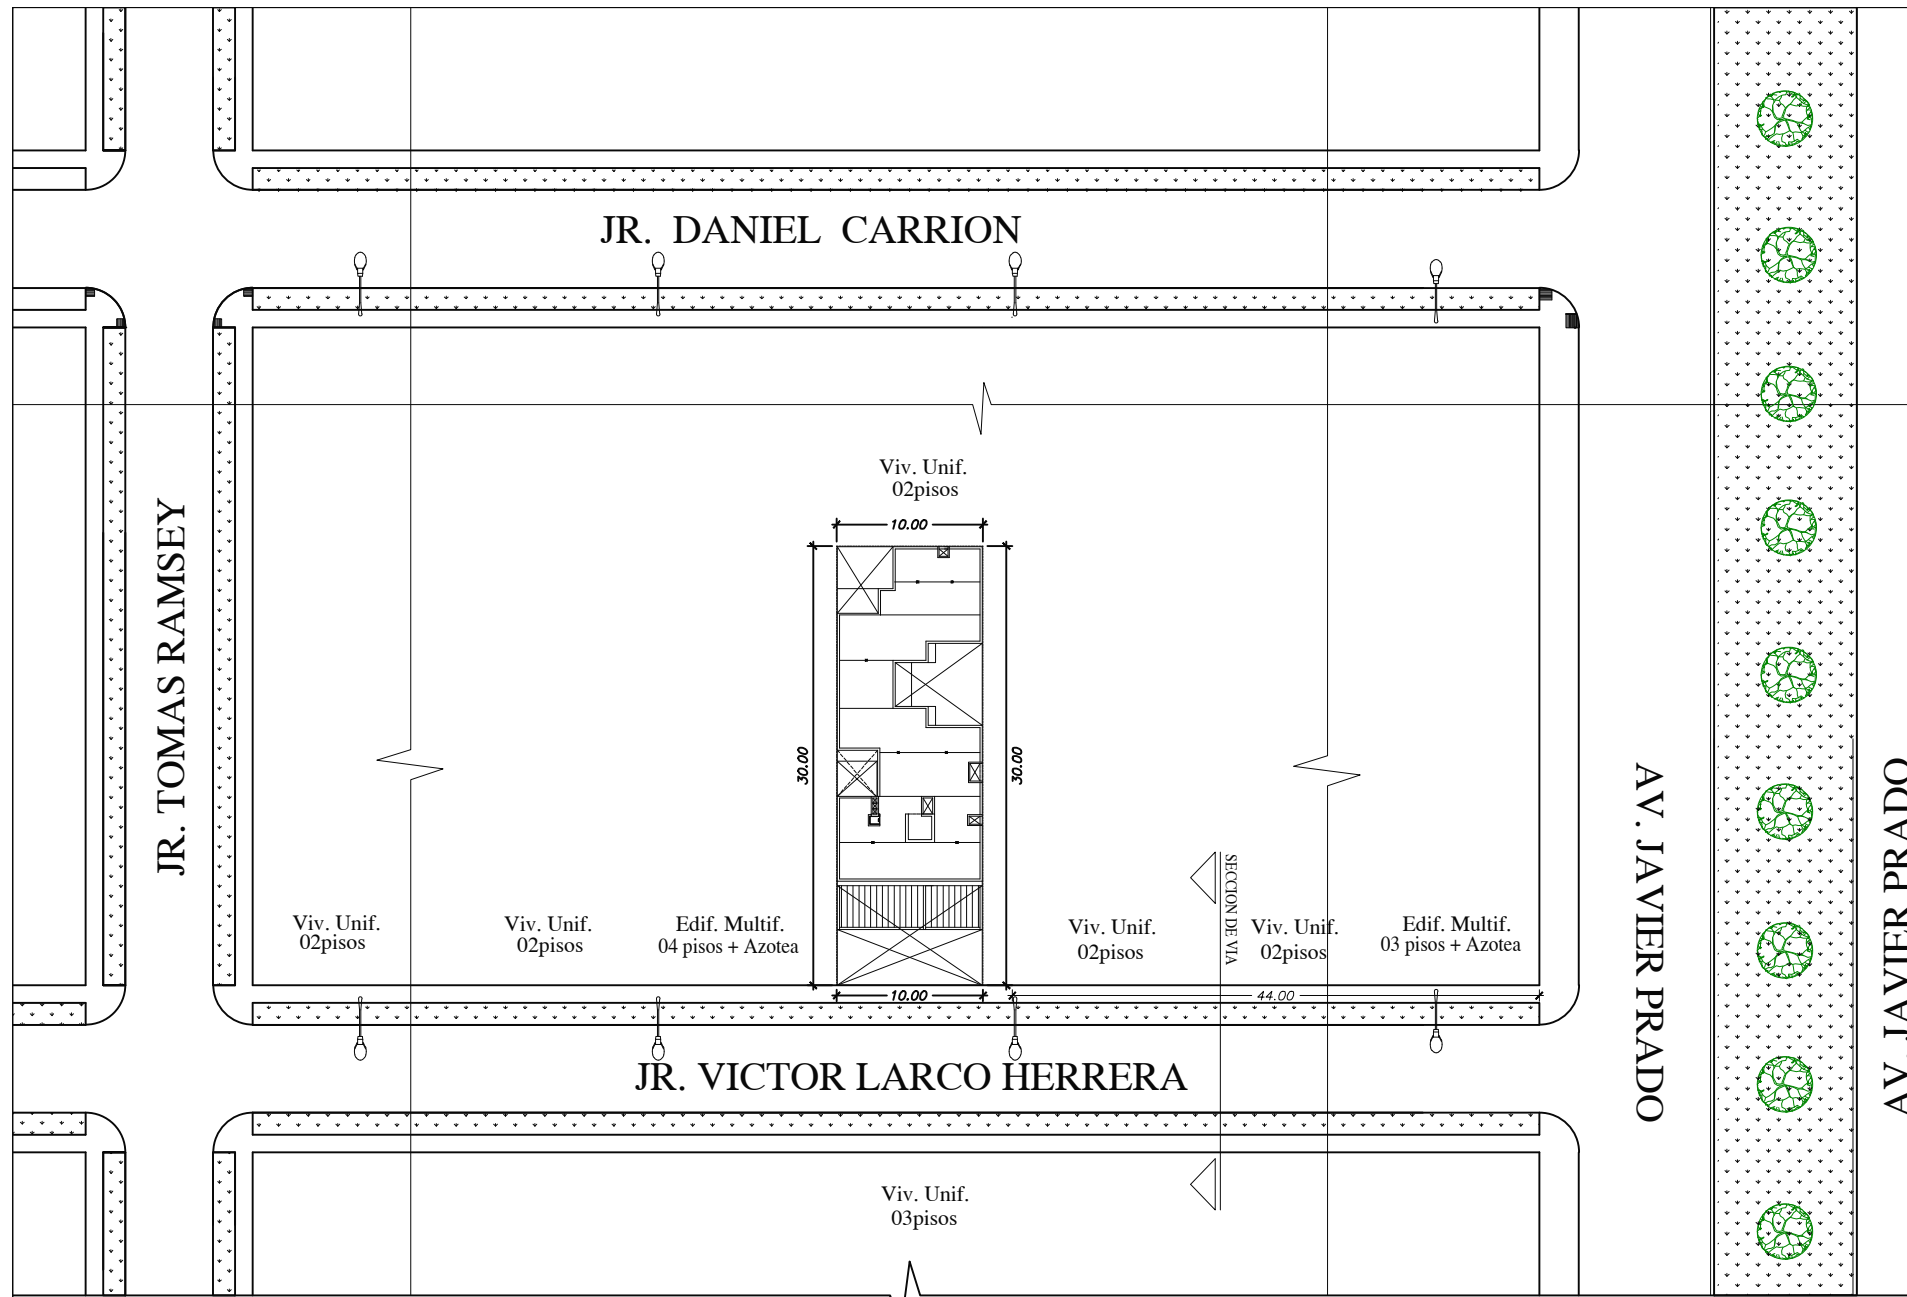 JR. DANIEL CARRION
Viv. Unif.
02pisos
10.00
JR. TOMAS RAMSEY
30.00
30.00
AV. JAVIER PRADO
AV. JAVIER PRADO
SECCION DE VIA
Viv. Unif.
02pisos
Viv. Unif.
02pisos
Edif. Multif.
04 pisos + Azotea
Viv. Unif.
02pisos
Viv. Unif.
02pisos
Edif. Multif.
03 pisos + Azotea
10.00
44.00
JR. VICTOR LARCO HERRERA
Viv. Unif.
03pisos